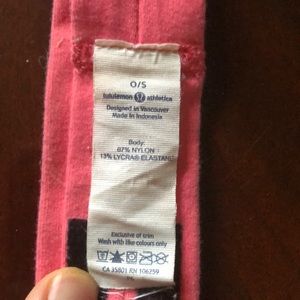 O/S
lululemon athletica
Designed in Vancouver
Made in Indonesia
Body:
87% NYLON
13% LYCRA® ELASTANE
Exclusive of trim
Wash with like colours only
CA 35801 RN 106259